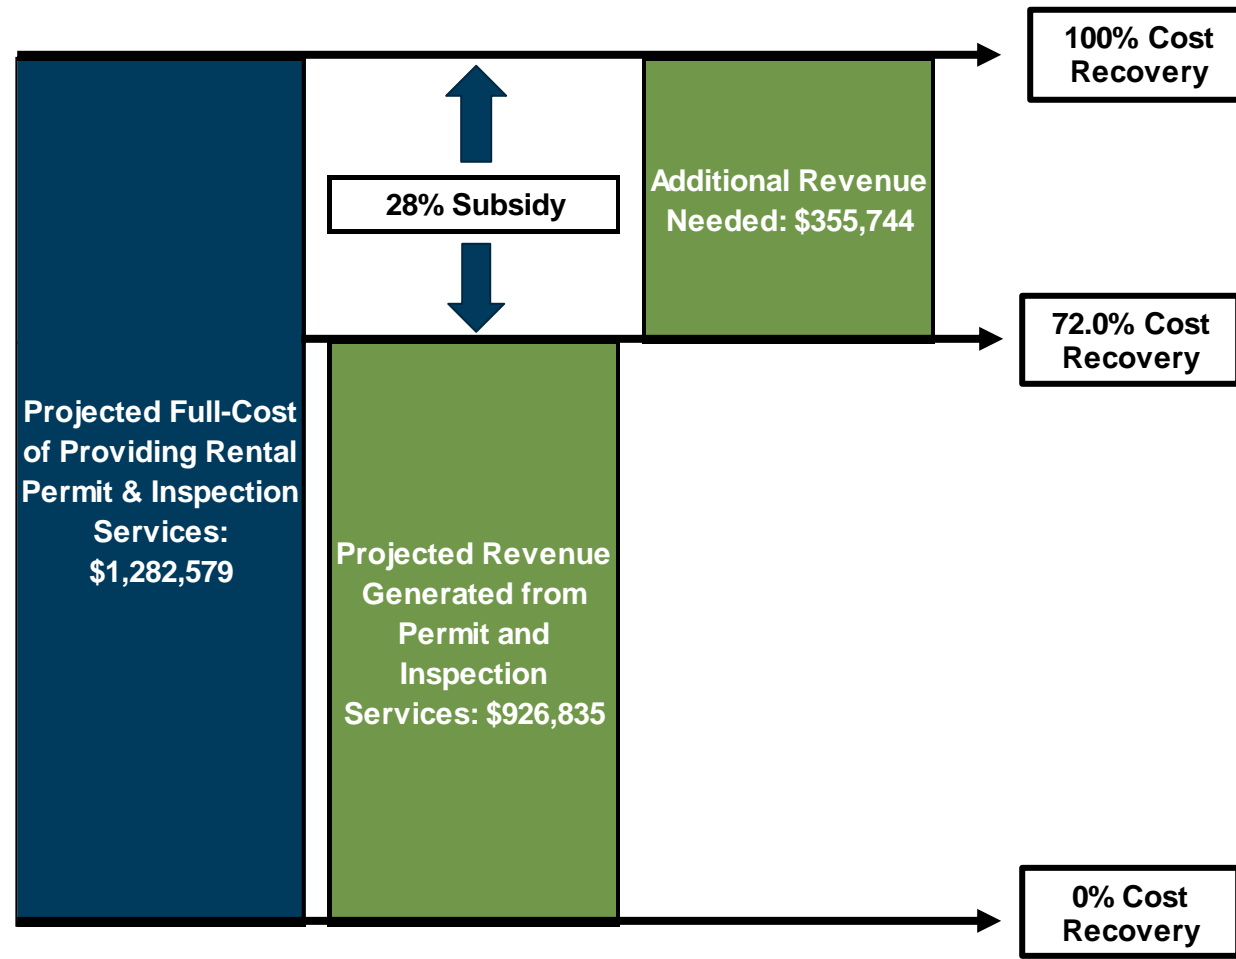 100% Cost
Recovery
Additional Revenue
Needed: $355,744
28% Subsidy
72.0% Cost
Recovery
Projected Full-Cost
of Providing Rental
Permit & Inspection
Services:
$1,282,579
Projected Revenue
Generated from
Permit and
Inspection
Services: $926,835
0% Cost
Recovery